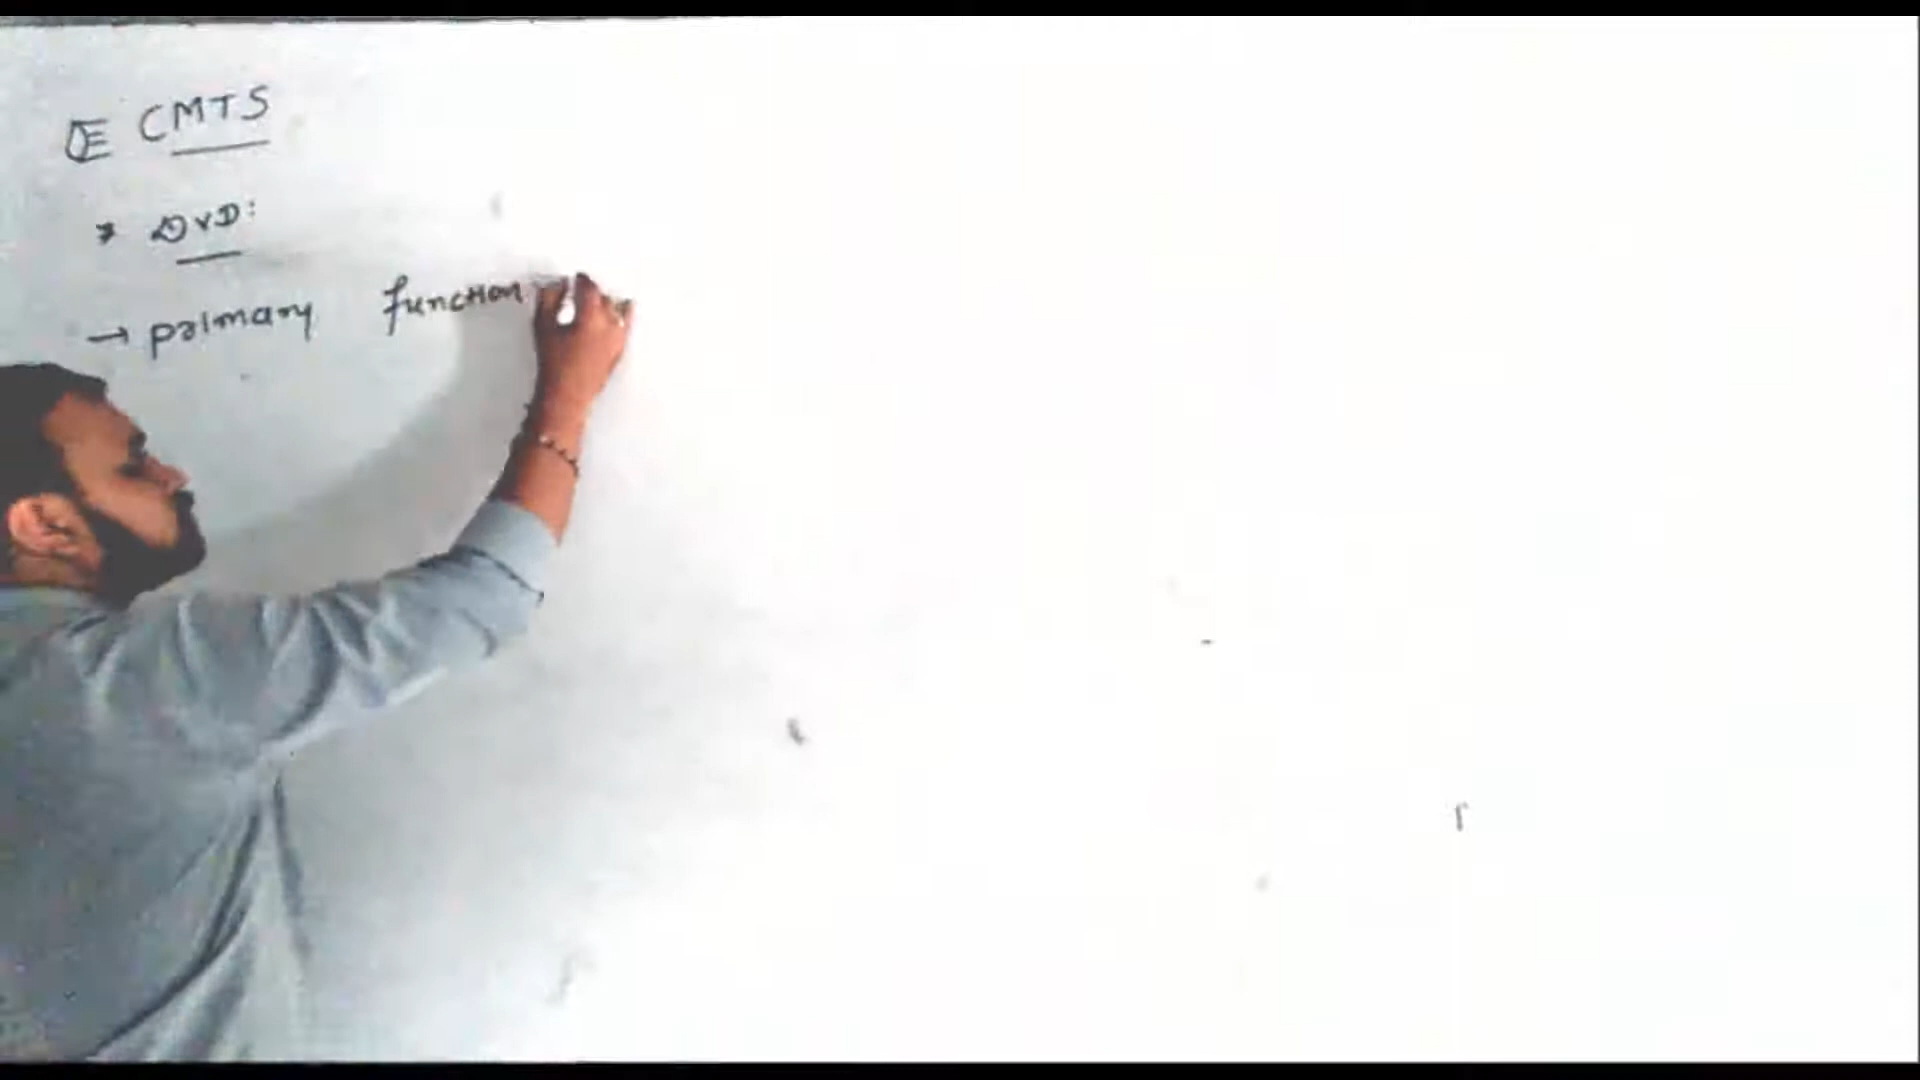 CMTS
* DVD:
→ primary function